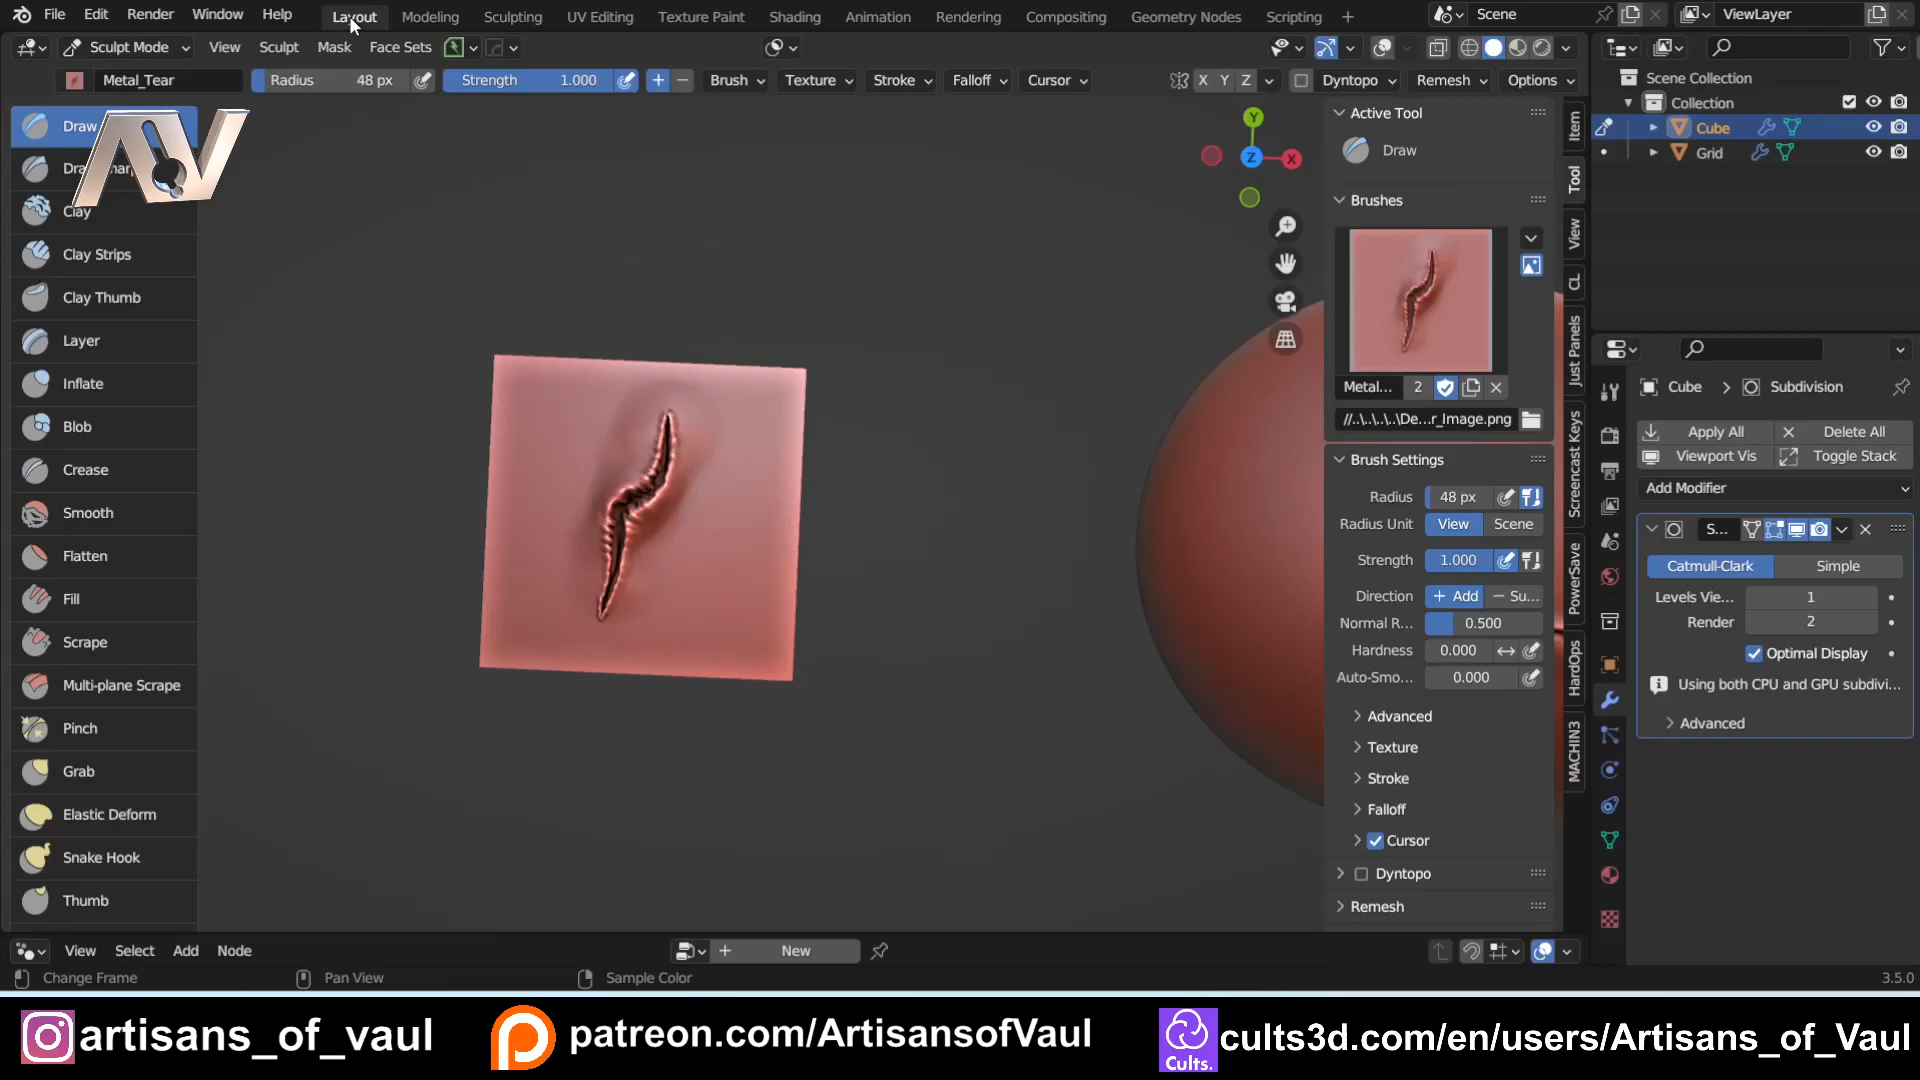 File Edit Render Window Help Layout Modeling Sculpting UV Editing Texture Paint Shading Animation Rendering Compositing Geometry Nodes Scripting + Scene ViewLayer
Sculpt Mode View Sculpt Mask Face Sets
Metal_Tear Radius 48 px Strength 1.000 + − Brush Texture Stroke Falloff Cursor X Y Z Dyntopo Remesh Options
Scene Collection
Collection
Cube
Grid
AV
Draw
Clay
Clay Strips
Clay Thumb
Layer
Inflate
Blob
Crease
Smooth
Flatten
Fill
Scrape
Multi-plane Scrape
Pinch
Grab
Elastic Deform
Snake Hook
Thumb
Y
Z
X
Active Tool
Draw
Brushes
Metal... 2
//..\..\..\..\De...r_Image.png
Brush Settings
Radius 48 px
Radius Unit View Scene
Strength 1.000
Direction + Add − Su...
Normal R... 0.500
Hardness 0.000
Auto-Smo... 0.000
Advanced
Texture
Stroke
Falloff
Cursor
Dyntopo
Remesh
Item
Tool
View
CL
Just Panels
Screencast Keys
PowerSave
HardOps
MACHIN3
Cube > Subdivision
Apply All Delete All
Viewport Vis Toggle Stack
Add Modifier
S...
Catmull-Clark Simple
Levels Vie... 1
Render 2
Optimal Display
Using both CPU and GPU subdivi...
Advanced
View Select Add Node + New
Change Frame Pan View Sample Color 3.5.0
artisans_of_vaul patreon.com/ArtisansofVaul Cults. cults3d.com/en/users/Artisans_of_Vaul